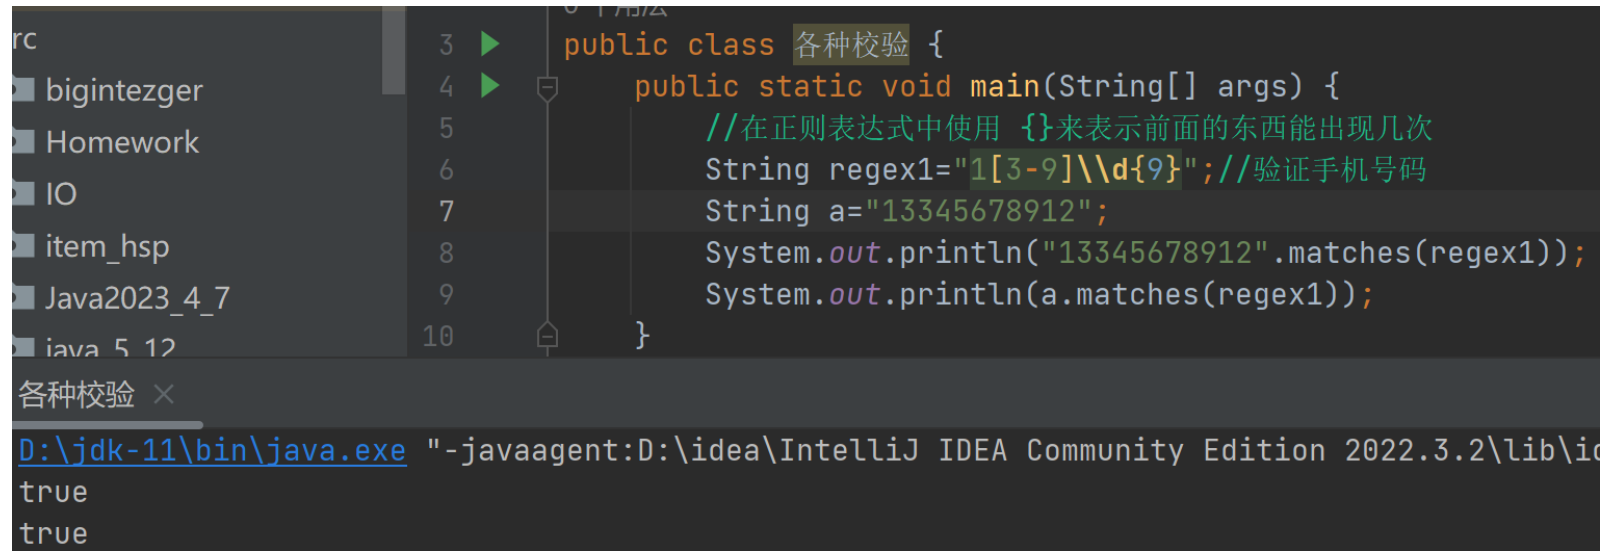 个用法
rc
bigintezger
Homework
IO
item_hsp
Java2023_4_7
java_5_12
3 public class 各种校验 {
4 public static void main(String[] args) {
5 //在正则表达式中使用 {}来表示前面的东西能出现几次
6 String regex1="1[3-9]\\d{9}";//验证手机号码
7 String a="13345678912";
8 System.out.println("13345678912".matches(regex1));
9 System.out.println(a.matches(regex1));
10 }
各种校验
D:\jdk-11\bin\java.exe "-javaagent:D:\idea\IntelliJ IDEA Community Edition 2022.3.2\lib\id
true
true